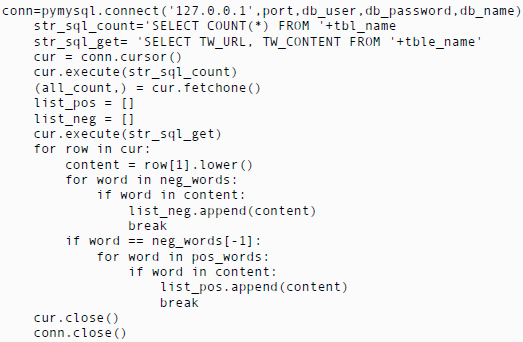 conn=pymysql.connect('127.0.0.1',port,db_user,db_password,db_name)
    str_sql_count='SELECT COUNT(*) FROM '+tbl_name
    str_sql_get= 'SELECT TW_URL, TW_CONTENT FROM '+tble_name'
    cur = conn.cursor()
    cur.execute(str_sql_count)
    (all_count,) = cur.fetchone()
    list_pos = []
    list_neg = []
    cur.execute(str_sql_get)
    for row in cur:
        content = row[1].lower()
        for word in neg_words:
            if word in content:
                list_neg.append(content)
                break
        if word == neg_words[-1]:
            for word in pos_words:
                if word in content:
                    list_pos.append(content)
                    break
    cur.close()
    conn.close()